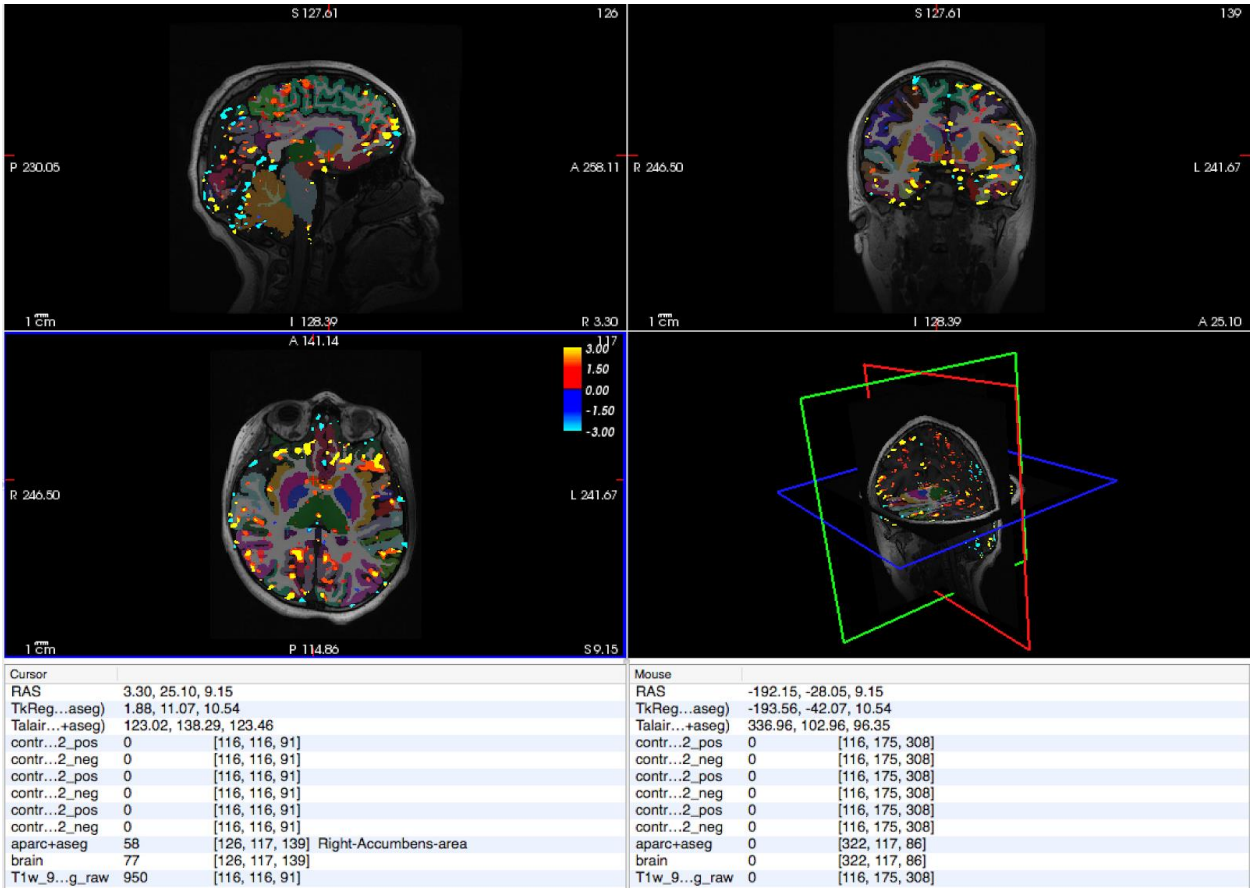 S 127.61
126
P 230.05
A 258.11
1 cm
I 128.39
R 3.30
S 127.61
139
R 246.50
L 241.67
1 cm
I 128.39
A 25.10
A 141.14
117
3.00
1.50
0.00
-1.50
-3.00
R 246.50
L 241.67
1 cm
P 114.86
S 9.15
Cursor
RAS 3.30, 25.10, 9.15
TkReg...aseg) 1.88, 11.07, 10.54
Talair...+aseg) 123.02, 138.29, 123.46
contr...2_pos 0 [116, 116, 91]
contr...2_neg 0 [116, 116, 91]
contr...2_pos 0 [116, 116, 91]
contr...2_neg 0 [116, 116, 91]
contr...2_pos 0 [116, 116, 91]
contr...2_neg 0 [116, 116, 91]
aparc+aseg 58 [126, 117, 139] Right-Accumbens-area
brain 77 [126, 117, 139]
T1w_9...g_raw 950 [116, 116, 91]
Mouse
RAS -192.15, -28.05, 9.15
TkReg...aseg) -193.56, -42.07, 10.54
Talair...+aseg) 336.96, 102.96, 96.35
contr...2_pos 0 [116, 175, 308]
contr...2_neg 0 [116, 175, 308]
contr...2_pos 0 [116, 175, 308]
contr...2_neg 0 [116, 175, 308]
contr...2_pos 0 [116, 175, 308]
contr...2_neg 0 [116, 175, 308]
aparc+aseg 0 [322, 117, 86]
brain 0 [322, 117, 86]
T1w_9...g_raw 0 [116, 175, 308]